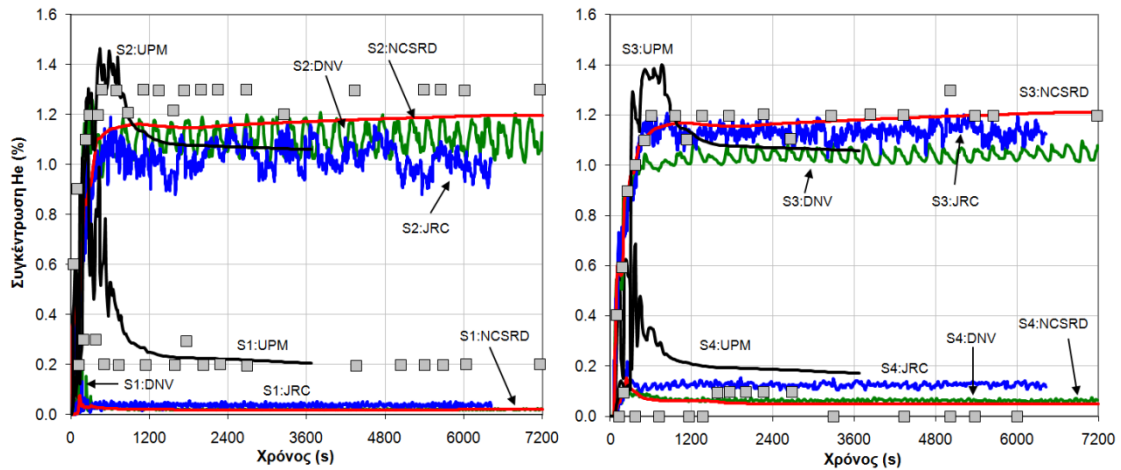 S2:UPM
S2:DNV
S2:NCSRD
S2:JRC
S1:UPM
S1:NCSRD
S1:DNV
S1:JRC
Συγκέντρωση He (%)
1.6
1.4
1.2
1.0
0.8
0.6
0.4
0.2
0.0
0 1200 2400 3600 4800 6000 7200
Χρόνος (s)
S3:UPM
S3:NCSRD
S3:DNV
S3:JRC
S4:UPM
S4:JRC
S4:DNV
S4:NCSRD
1.6
1.4
1.2
1.0
0.8
0.6
0.4
0.2
0.0
0 1200 2400 3600 4800 6000 7200
Χρόνος (s)